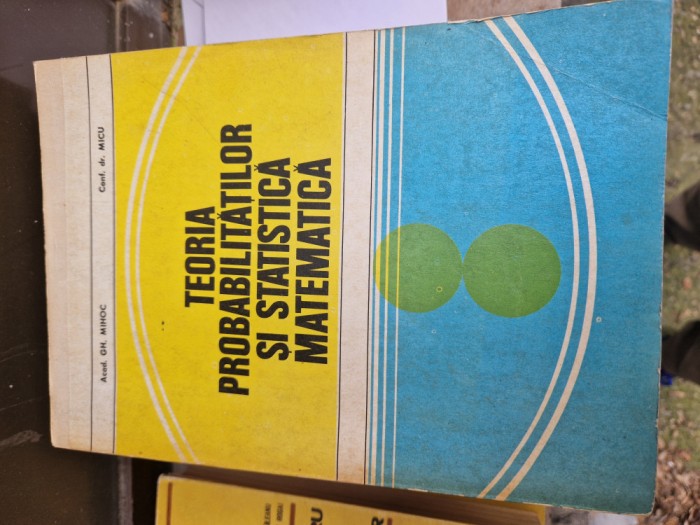 Acad. GH. MIHOC Conf. dr. MICU
TEORIA
PROBABILITĂȚILOR
ȘI STATISTICĂ
MATEMATICĂ